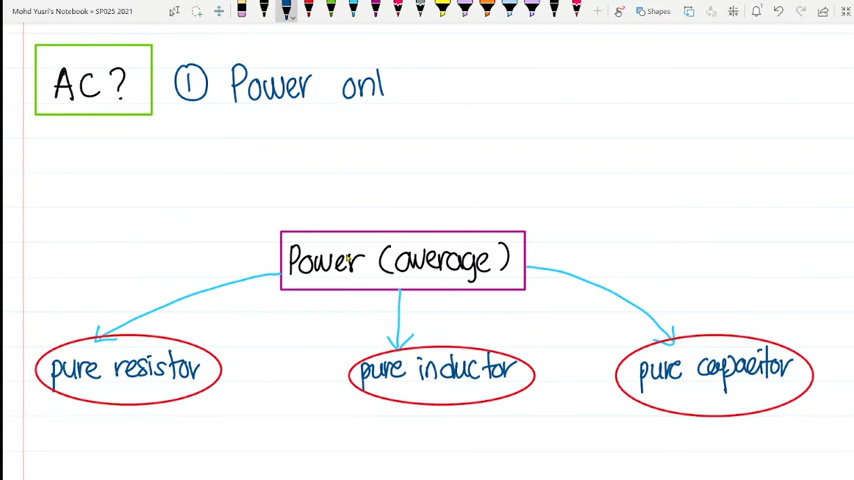 Mohd Yusri's Notebook » SP025 2021
Shapes
AC? ① Power onl
Power (average)
pure resistor
pure inductor
pure capacitor